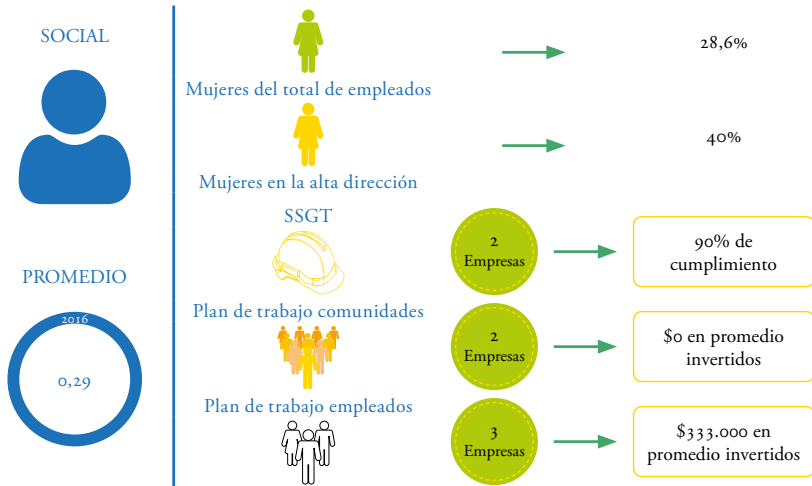 SOCIAL
PROMEDIO
2016
0,29
Mujeres del total de empleados
28,6%
Mujeres en la alta dirección
40%
SSGT
2
Empresas
90% de
cumplimiento
Plan de trabajo comunidades
2
Empresas
$0 en promedio
invertidos
Plan de trabajo empleados
3
Empresas
$333.000 en
promedio invertidos